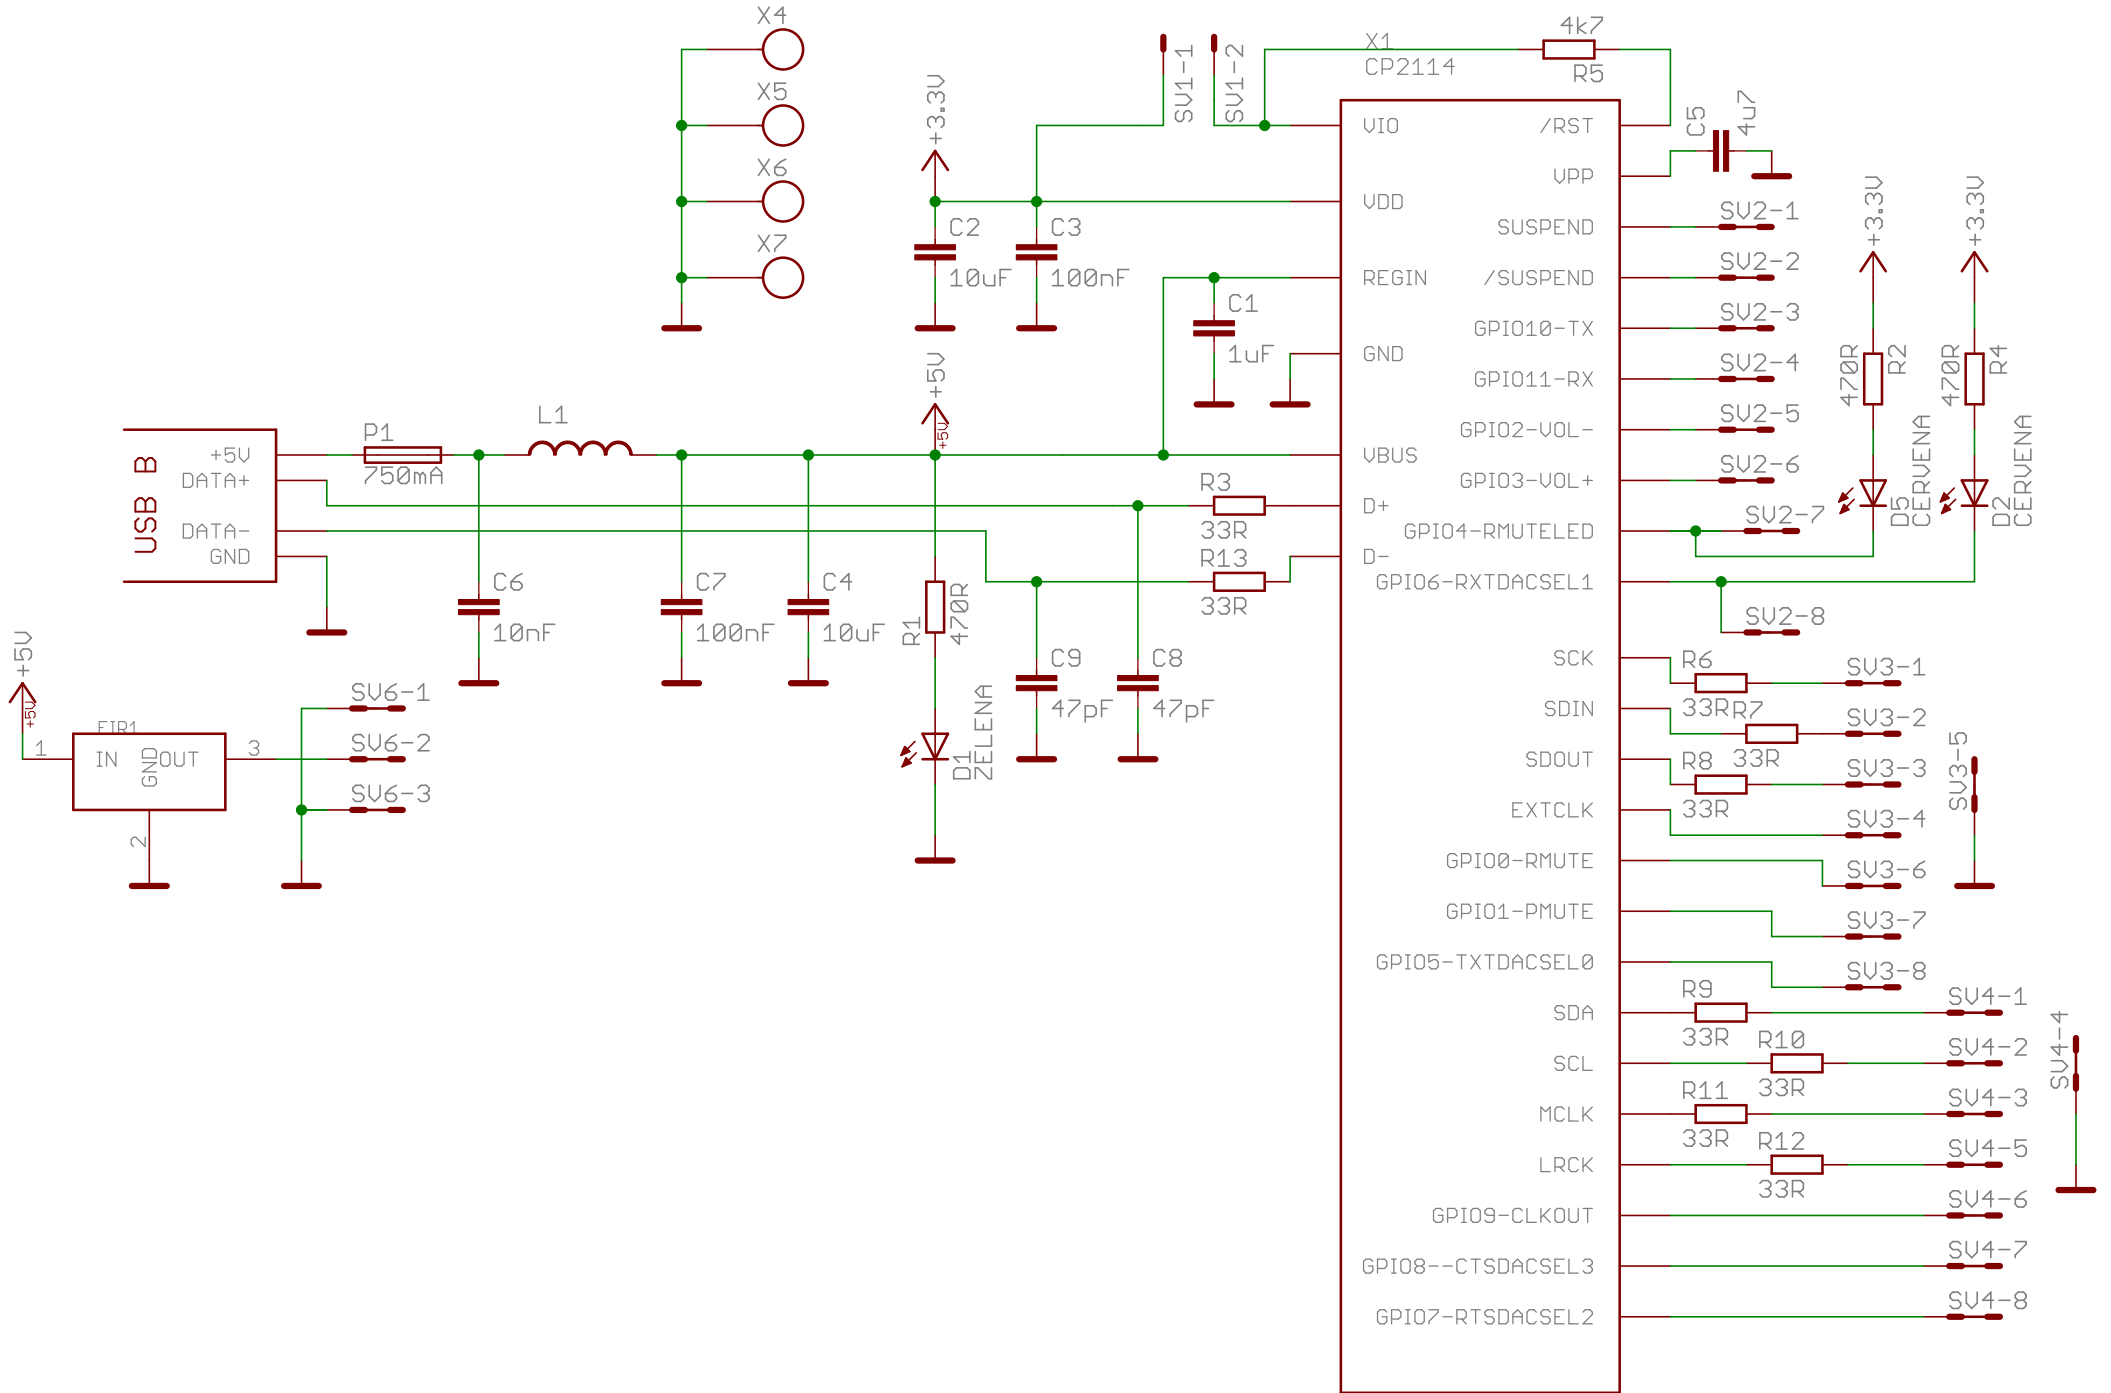 X4
X5
X6
X7
+3.3V
C2
10uF
C3
100nF
SV1-1
SV1-2
X1
CP2114
4k7
R5
C5
4u7
VIO
VDD
REGIN
GND
VBUS
D+
D-
/RST
VPP
SUSPEND
/SUSPEND
GPIO10-TX
GPIO11-RX
GPIO2-VOL-
GPIO3-VOL+
GPIO4-RMUTELED
GPIO6-RXTDACSEL1
SCK
SDIN
SDOUT
EXTCLK
GPIO0-RMUTE
GPIO1-PMUTE
GPIO5-TXTDACSEL0
SDA
SCL
MCLK
LRCK
GPIO9-CLKOUT
GPIO8--CTSDACSEL3
GPIO7-RTSDACSEL2
C1
1uF
SV2-1
SV2-2
SV2-3
SV2-4
SV2-5
SV2-6
SV2-7
SV2-8
+3.3V
470R
R2
D5
CERVENA
+3.3V
470R
R4
D2
CERVENA
USB B
+5V
DATA+
DATA-
GND
P1
750mA
L1
+5V
+5V
R3
33R
R13
33R
C6
10nF
C7
100nF
C4
10uF
R1
470R
D1
ZELENA
C9
47pF
C8
47pF
+5V
+5V
FIR1
1
IN
GND
OUT
3
2
SV6-1
SV6-2
SV6-3
R6
33R
R7
33R
R8
33R
SV3-1
SV3-2
SV3-3
SV3-4
SV3-5
SV3-6
SV3-7
SV3-8
R9
33R
R10
33R
R11
33R
R12
33R
SV4-1
SV4-2
SV4-3
SV4-4
SV4-5
SV4-6
SV4-7
SV4-8